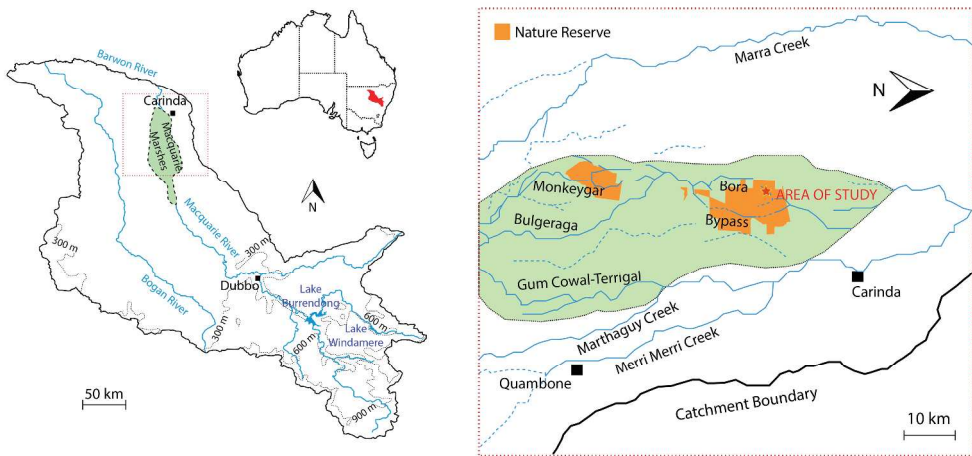 Barwon River
Carinda
Macquarie
Marshes
N
Macquarie River
300 m
300 m
Dubbo
Bogan River
300 m
Lake
Burrendong
600 m
Lake
Windamere
600 m
900 m
50 km
Nature Reserve
Marra Creek
N
Monkeygar
Bora
AREA OF STUDY
Bulgeraga
Bypass
Gum Cowal-Terrigal
Carinda
Marthaguy Creek
Merri Merri Creek
Quambone
Catchment Boundary
10 km